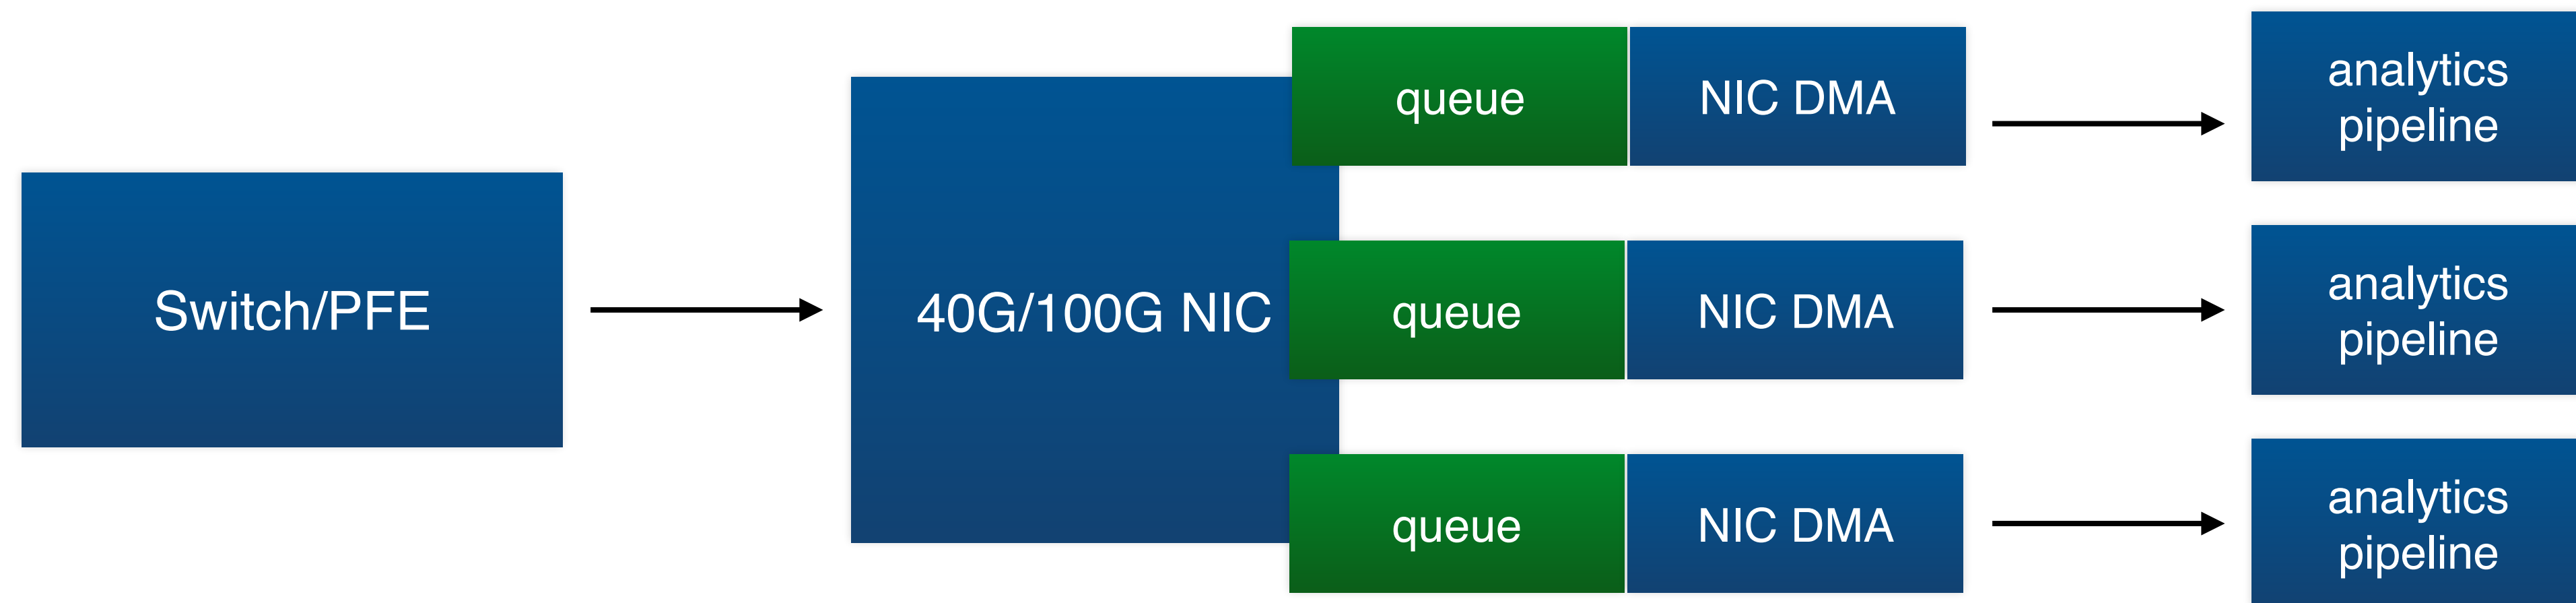 Switch/PFE
40G/100G NIC
queue
NIC DMA
analytics
pipeline
queue
NIC DMA
analytics
pipeline
queue
NIC DMA
analytics
pipeline